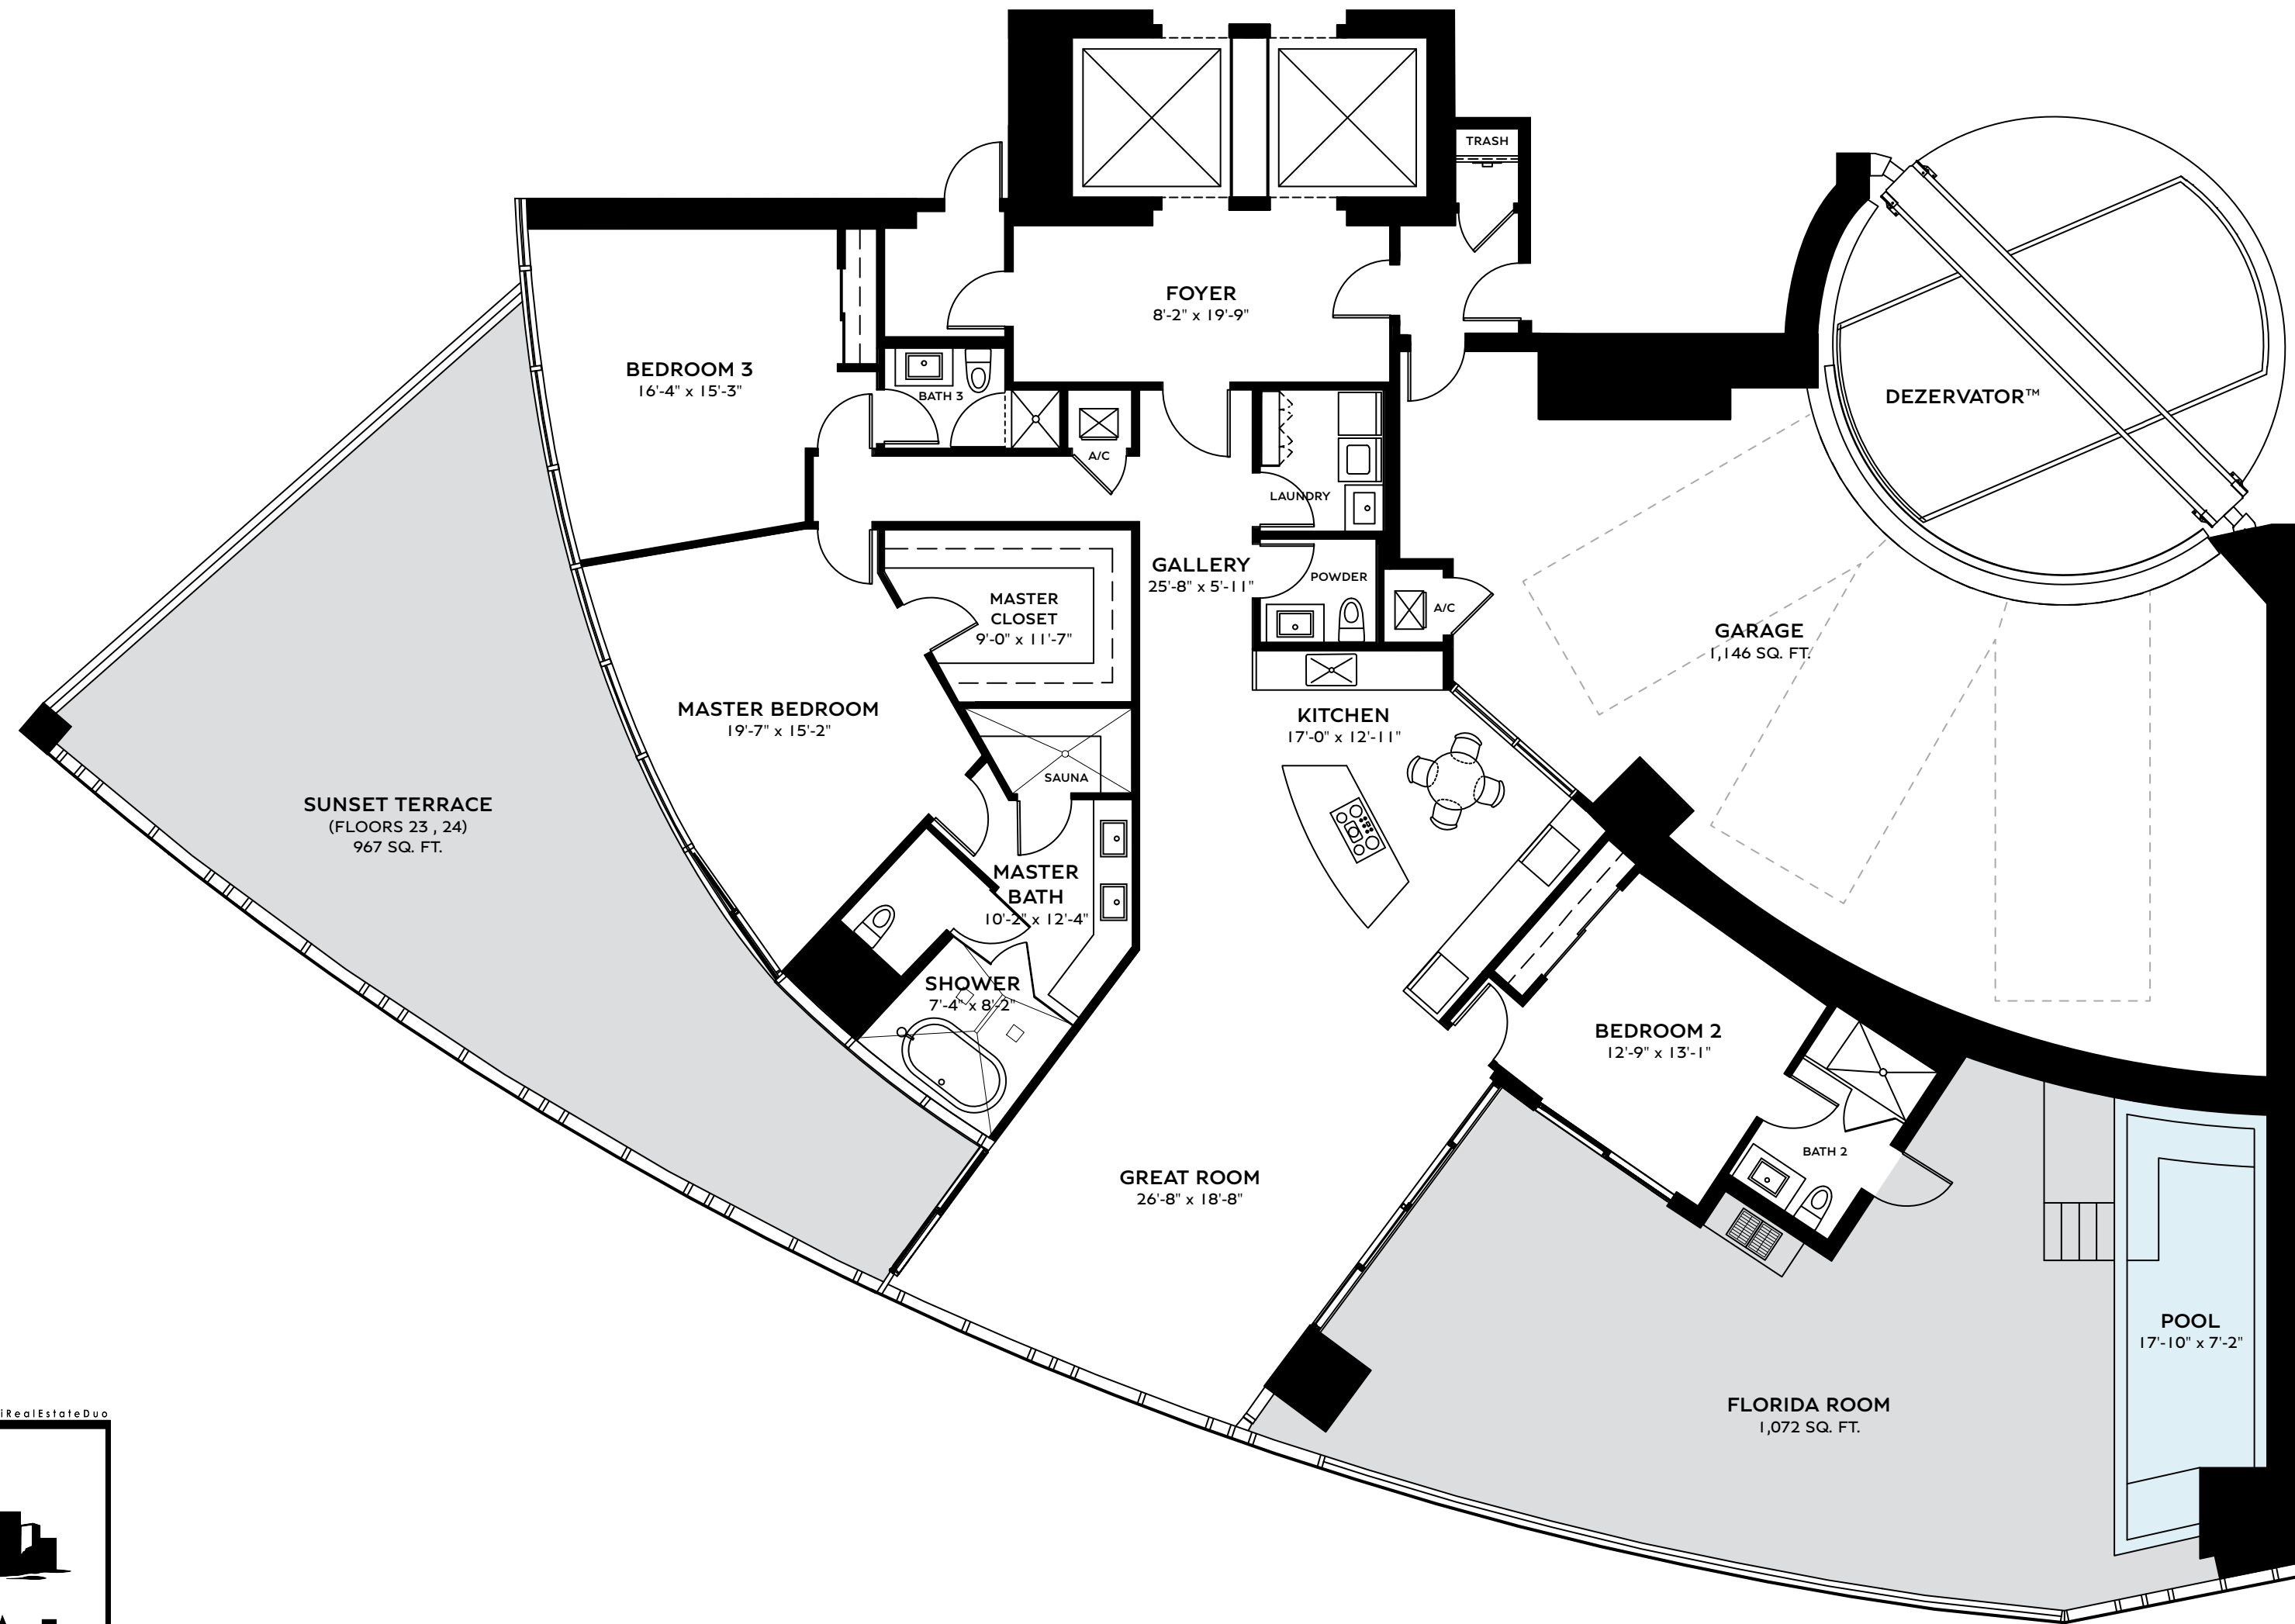 TRASH
FOYER
8'-2" x 19'-9"
BEDROOM 3
16'-4" x 15'-3"
BATH 3
A/C
DEZERVATOR™
LAUNDRY
GALLERY
25'-8" x 5'-11"
POWDER
A/C
MASTER
CLOSET
9'-0" x 11'-7"
GARAGE
1,146 SQ. FT.
MASTER BEDROOM
19'-7" x 15'-2"
KITCHEN
17'-0" x 12'-11"
SAUNA
SUNSET TERRACE
(FLOORS 23 , 24)
967 SQ. FT.
MASTER
BATH
10'-2" x 12'-4"
SHOWER
7'-4" x 8'-2"
BEDROOM 2
12'-9" x 13'-1"
BATH 2
GREAT ROOM
26'-8" x 18'-8"
POOL
17'-10" x 7'-2"
FLORIDA ROOM
1,072 SQ. FT.
iRealEstateDuo